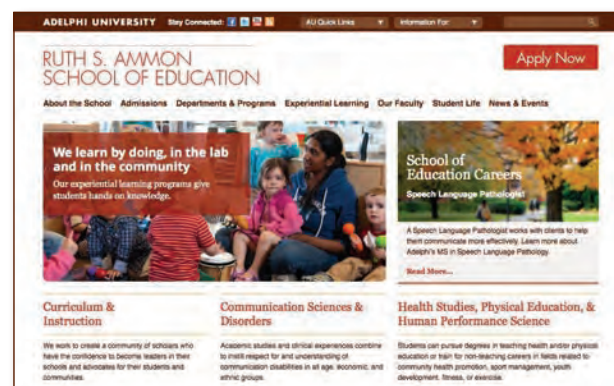 ADELPHI UNIVERSITY Stay Connected: AU Quick Links Information For:
RUTH S. AMMON
SCHOOL OF EDUCATION
Apply Now
About the School Admissions Departments & Programs Experiential Learning Our Faculty Student Life News & Events
We learn by doing, in the lab
and in the community
Our experiential learning programs give
students hands on knowledge.
School of
Education Careers
Speech Language Pathologist
A Speech Language Pathologist works with clients to help
them communicate more effectively. Learn more about
Adelphi's MS in Speech Language Pathology.
Read More...
Curriculum &
Instruction
We work to create a community of scholars who
have the confidence to become leaders in their
schools and advocates for their students and
communities.
Communication Sciences &
Disorders
Academic studies and clinical experiences combine
to instill respect for and understanding of
communication disabilities in all age, economic, and
ethnic groups.
Health Studies, Physical Education, &
Human Performance Science
Students can pursue degrees in teaching health and/or physical
education or train for non-teaching careers in fields related to
community health promotion, sport management, youth
development, fitness, or exercise.